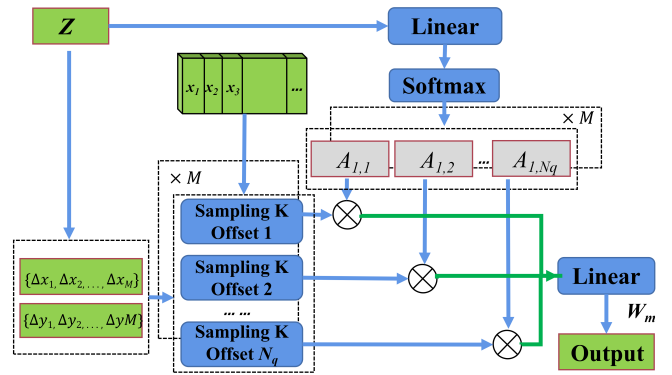 Z
Linear
Softmax
x1 x2 x3 ...
× M
A1,1 A1,2 ... A1,Nq
× M
Sampling K
Offset 1
Sampling K
Offset 2
... ...
Sampling K
Offset Nq
{Δx1, Δx2,..., ΔxM}
{Δy1, Δy2,..., ΔyM}
Linear
Wm
Output